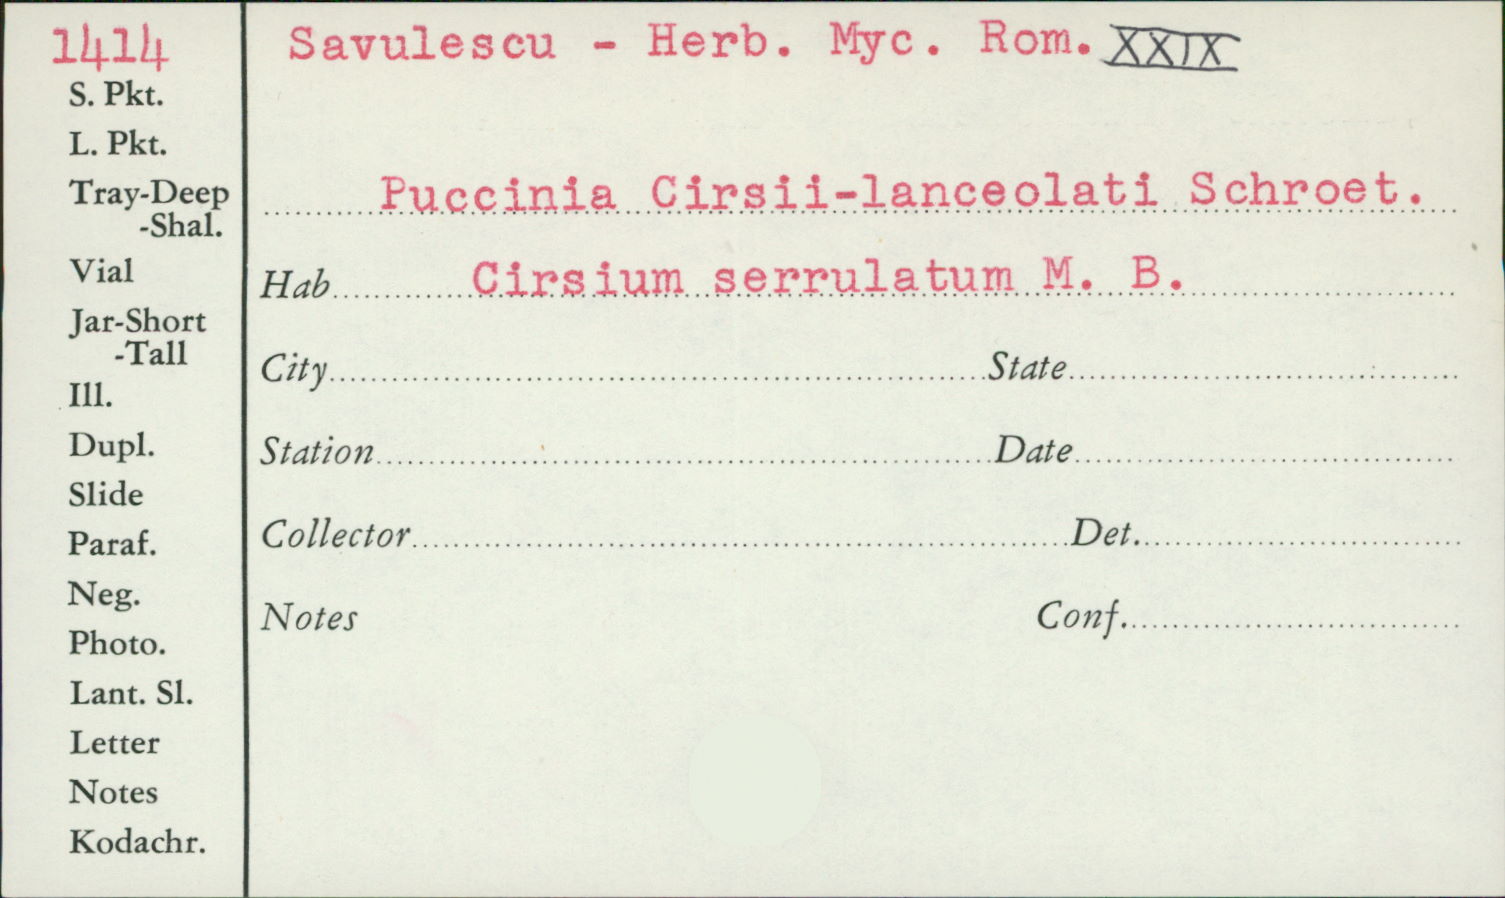 1414
Savulescu - Herb. Myc. Rom. XXIX
S. Pkt.
L. Pkt.
Tray-Deep
-Shal.
Vial
Jar-Short
-Tall
Ill.
Dupl.
Slide
Paraf.
Neg.
Photo.
Lant. Sl.
Letter
Notes
Kodachr.
Puccinia Cirsii-lanceolati Schroet.
Hab. Cirsium serrulatum M. B.
City State
Station Date
Collector Det.
Notes Conf.